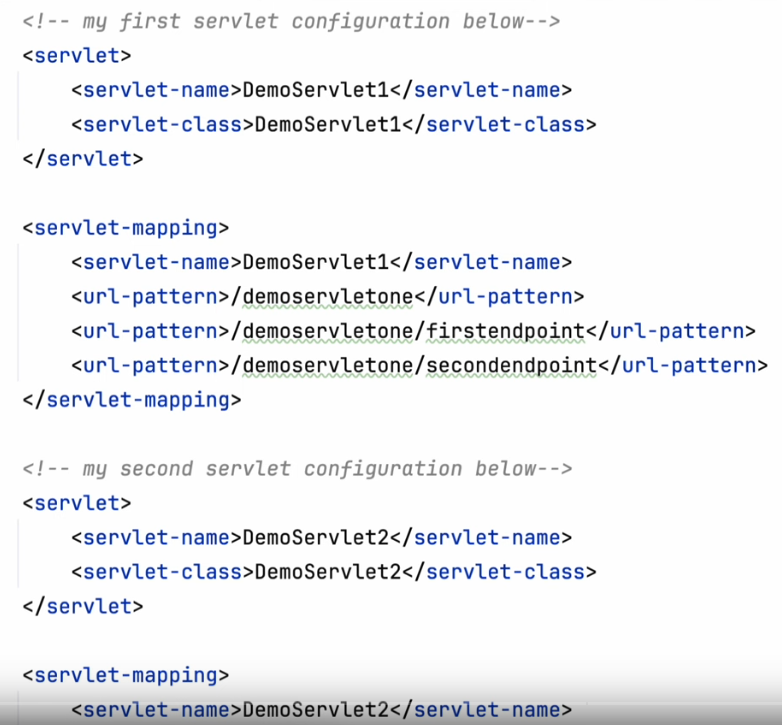 <!-- my first servlet configuration below-->
<servlet>
<servlet-name>DemoServlet1</servlet-name>
<servlet-class>DemoServlet1</servlet-class>
</servlet>
<servlet-mapping>
<servlet-name>DemoServlet1</servlet-name>
<url-pattern>/demoservletone</url-pattern>
<url-pattern>/demoservletone/firstendpoint</url-pattern>
<url-pattern>/demoservletone/secondendpoint</url-pattern>
</servlet-mapping>
<!-- my second servlet configuration below-->
<servlet>
<servlet-name>DemoServlet2</servlet-name>
<servlet-class>DemoServlet2</servlet-class>
</servlet>
<servlet-mapping>
<servlet-name>DemoServlet2</servlet-name>